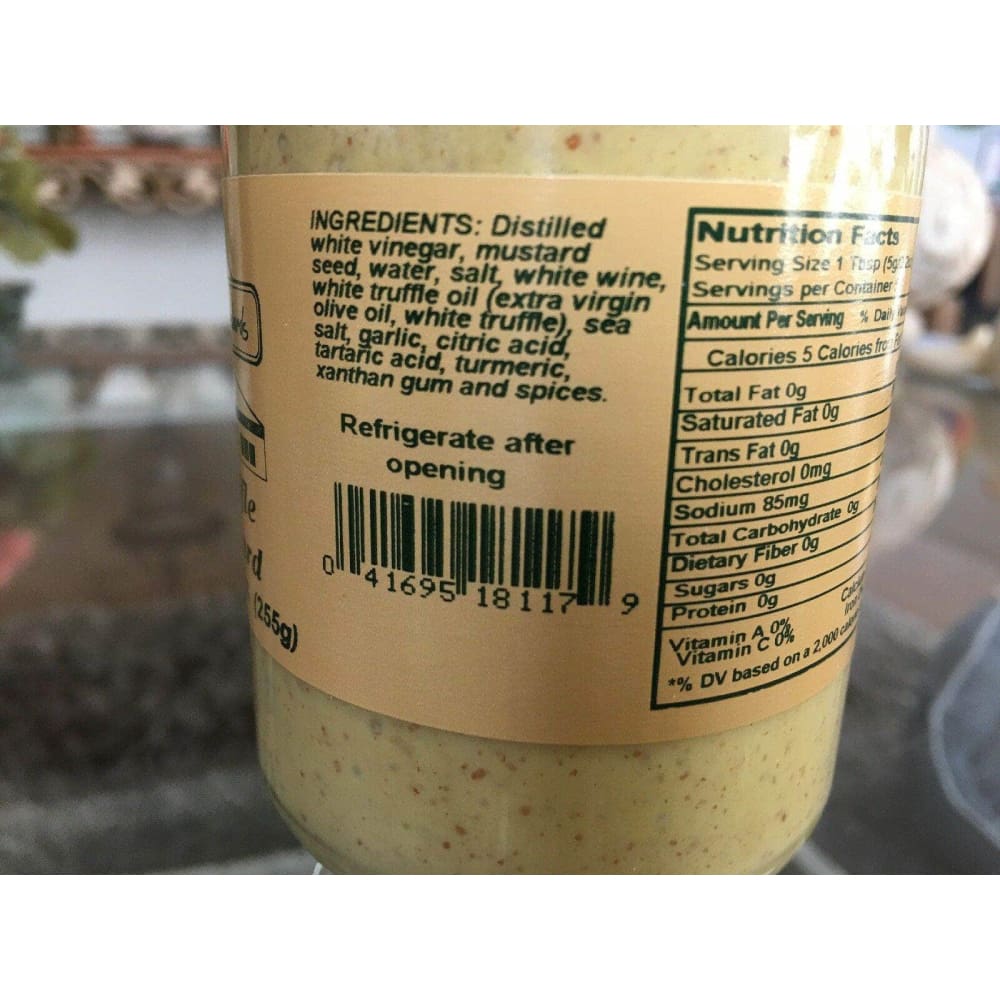 INGREDIENTS: Distilled
white vinegar, mustard
seed, water, salt, white wine,
white truffle oil (extra virgin
olive oil, white truffle), sea
salt, garlic, citric acid,
tartaric acid, turmeric,
xanthan gum and spices.
Refrigerate after
opening
0 41695 18117 9
(255g)
Nutrition Facts
Serving Size 1 Tbsp (5g
Servings per Container
Amount Per Serving % Dail
Calories 5 Calories from
Total Fat 0g
Saturated Fat 0g
Trans Fat 0g
Cholesterol 0mg
Sodium 85mg
Total Carbohydrate 0g
Dietary Fiber 0g
Sugars 0g
Protein 0g
Vitamin A 0%
Vitamin C 0%
*% DV based on a 2,000